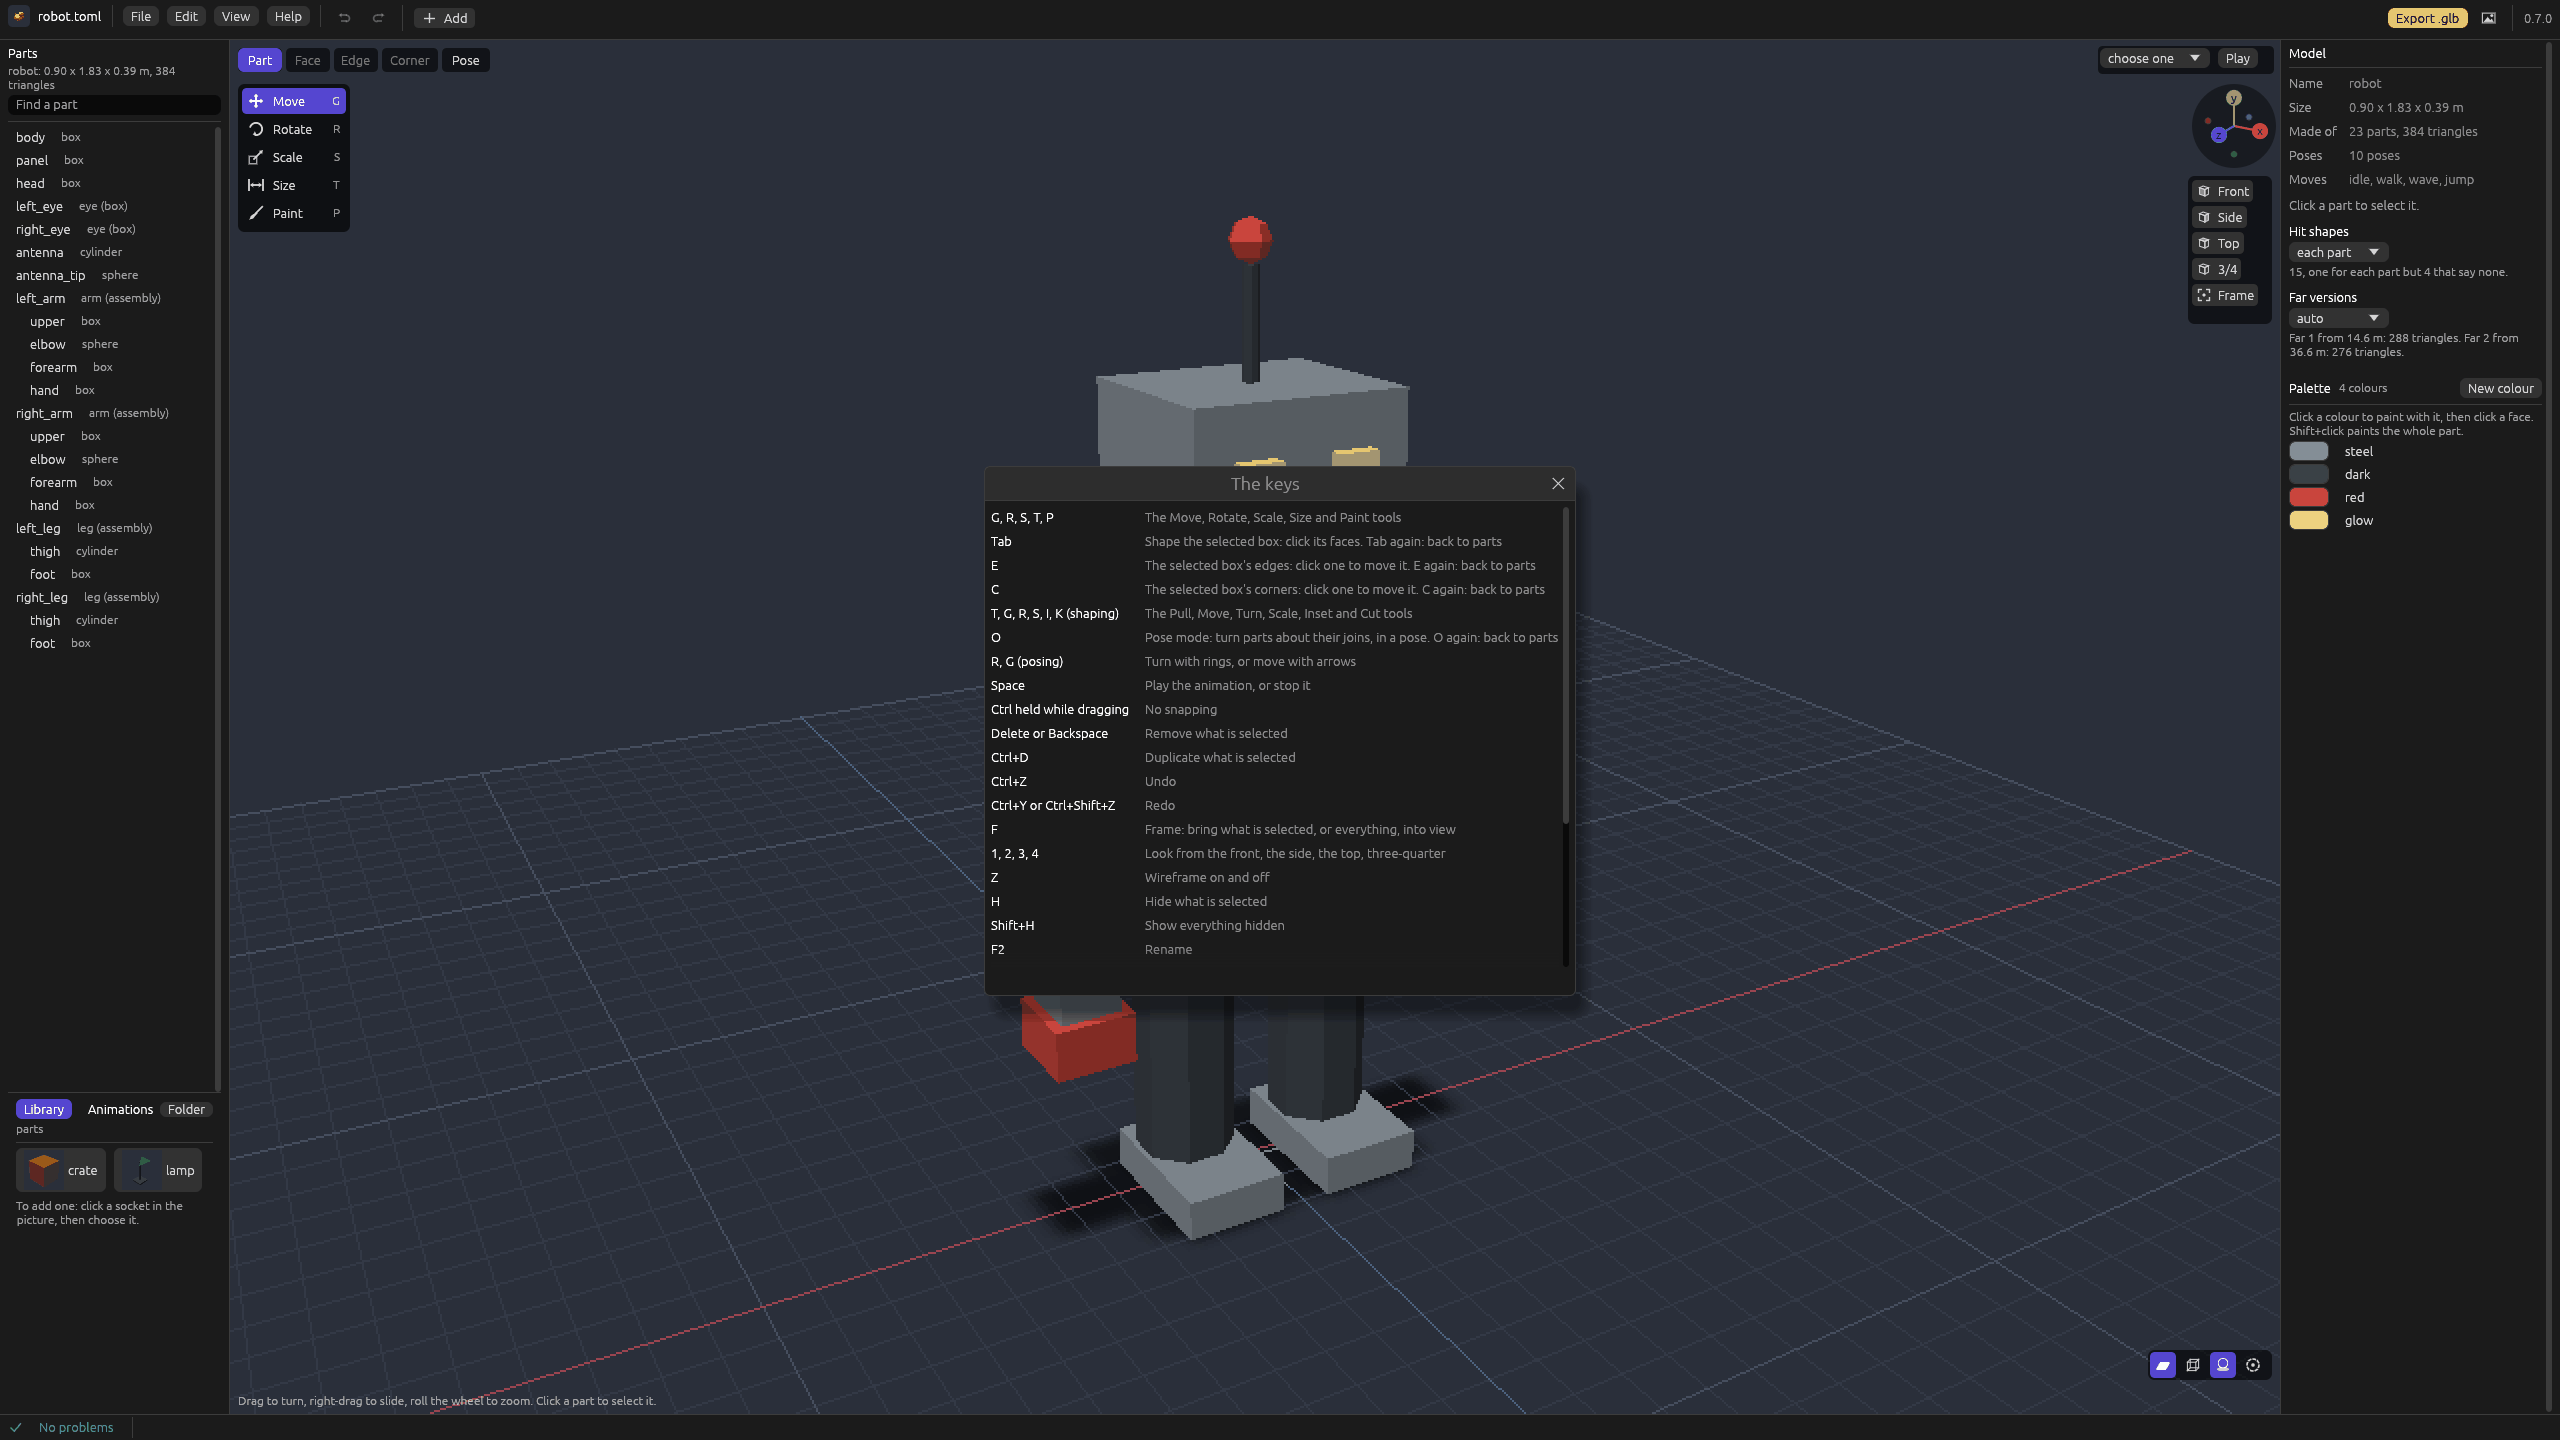 robot.toml File Edit View Help Add Export .glb 0.7.0
Parts
robot: 0.90 x 1.83 x 0.39 m, 384
triangles
Find a part
body box
panel box
head box
left_eye eye (box)
right_eye eye (box)
antenna cylinder
antenna_tip sphere
left_arm arm (assembly)
upper box
elbow sphere
forearm box
hand box
right_arm arm (assembly)
upper box
elbow sphere
forearm box
hand box
left_leg leg (assembly)
thigh cylinder
foot box
right_leg leg (assembly)
thigh cylinder
foot box
Library Animations Folder
parts
crate lamp
To add one: click a socket in the
picture, then choose it.
Part Face Edge Corner Pose
Move G
Rotate R
Scale S
Size T
Paint P
choose one Play
y
z x
Front
Side
Top
3/4
Frame
The keys
G, R, S, T, P The Move, Rotate, Scale, Size and Paint tools
Tab Shape the selected box: click its faces. Tab again: back to parts
E The selected box's edges: click one to move it. E again: back to parts
C The selected box's corners: click one to move it. C again: back to parts
T, G, R, S, I, K (shaping) The Pull, Move, Turn, Scale, Inset and Cut tools
O Pose mode: turn parts about their joins, in a pose. O again: back to parts
R, G (posing) Turn with rings, or move with arrows
Space Play the animation, or stop it
Ctrl held while dragging No snapping
Delete or Backspace Remove what is selected
Ctrl+D Duplicate what is selected
Ctrl+Z Undo
Ctrl+Y or Ctrl+Shift+Z Redo
F Frame: bring what is selected, or everything, into view
1, 2, 3, 4 Look from the front, the side, the top, three-quarter
Z Wireframe on and off
H Hide what is selected
Shift+H Show everything hidden
F2 Rename
Drag to turn, right-drag to slide, roll the wheel to zoom. Click a part to select it.
Model
Name robot
Size 0.90 x 1.83 x 0.39 m
Made of 23 parts, 384 triangles
Poses 10 poses
Moves idle, walk, wave, jump
Click a part to select it.
Hit shapes
each part
15, one for each part but 4 that say none.
Far versions
auto
Far 1 from 14.6 m: 288 triangles. Far 2 from
36.6 m: 276 triangles.
Palette 4 colours New colour
Click a colour to paint with it, then click a face.
Shift+click paints the whole part.
steel
dark
red
glow
No problems